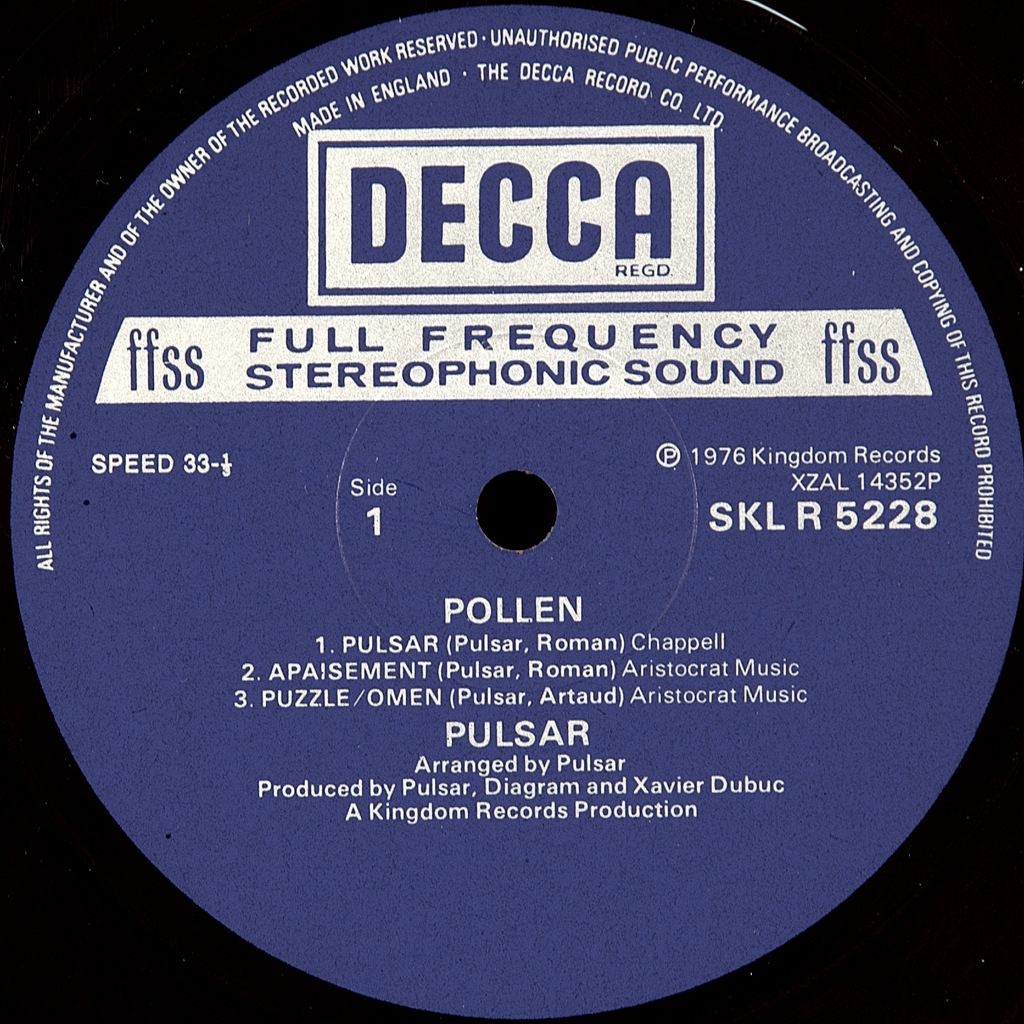 ALL RIGHTS OF THE MANUFACTURER AND OF THE OWNER OF THE RECORDED WORK RESERVED · UNAUTHORISED PUBLIC PERFORMANCE BROADCASTING AND COPYING OF THIS RECORD PROHIBITED
MADE IN ENGLAND · THE DECCA RECORD CO. LTD.
DECCA
REGD.
ffss FULL FREQUENCY ffss
STEREOPHONIC SOUND
SPEED 33-⅓
℗ 1976 Kingdom Records
XZAL 14352P
SKL R 5228
Side
1
POLLEN
1. PULSAR (Pulsar, Roman) Chappell
2. APAISEMENT (Pulsar, Roman) Aristocrat Music
3. PUZZLE/OMEN (Pulsar, Artaud) Aristocrat Music
PULSAR
Arranged by Pulsar
Produced by Pulsar, Diagram and Xavier Dubuc
A Kingdom Records Production